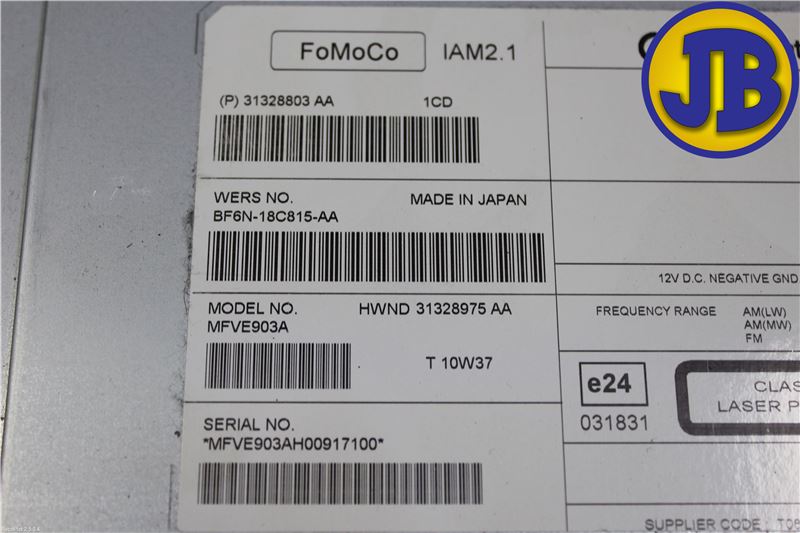 FoMoCo IAM2.1
(P) 31328803 AA 1CD
WERS NO. MADE IN JAPAN
BF6N-18C815-AA
MODEL NO. HWND 31328975 AA
MFVE903A
T 10W37
SERIAL NO.
*MFVE903AH00917100*
JB
12V D.C. NEGATIVE GND
FREQUENCY RANGE AM(LW)
AM(MW)
FM
e24
031831
CLAS
LASER P
SUPPLIER CODE : T08